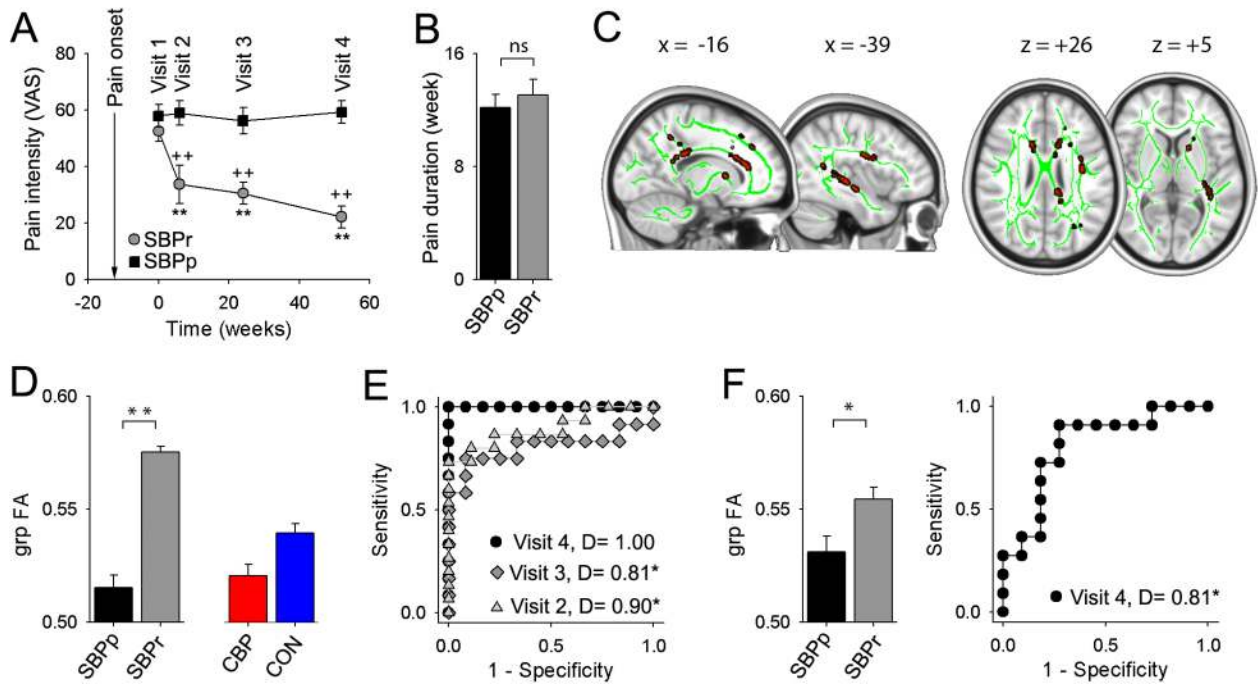 A
Pain intensity (VAS)
80
60
40
20
0
Pain onset
Visit 1
Visit 2
Visit 3
Visit 4
++
**
++
**
++
**
SBPr
SBPp
-20
0
20
40
60
Time (weeks)
B
Pain duration (week)
16
8
0
ns
SBPp
SBPr
C
x = -16
x = -39
z = +26
z = +5
D
grp FA
0.60
0.55
0.50
**
SBPp
SBPr
CBP
CON
E
Sensitivity
1.0
0.5
0.0
Visit 4, D= 1.00
Visit 3, D= 0.81*
Visit 2, D= 0.90*
0.0
0.5
1.0
1 - Specificity
F
grp FA
0.60
0.55
0.50
*
SBPp
SBPr
Sensitivity
1.0
0.5
0.0
Visit 4, D= 0.81*
0.0
0.5
1.0
1 - Specificity